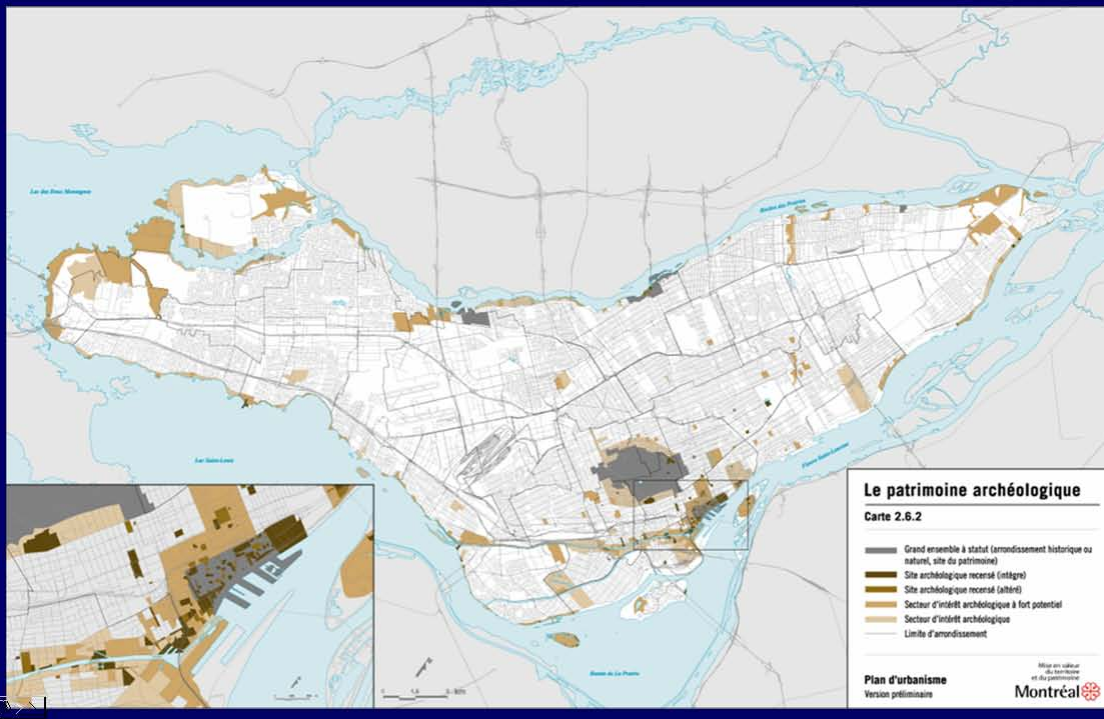 Lac des Deux Montagnes
Rivière des Prairies
Lac Saint-Louis
Fleuve Saint-Laurent
Bassin de La Prairie
Le patrimoine archéologique
Carte 2.6.2
Grand ensemble à statut (arrondissement historique ou
naturel, site du patrimoine)
Site archéologique recensé (intègre)
Site archéologique recensé (altéré)
Secteur d'intérêt archéologique à fort potentiel
Secteur d'intérêt archéologique
Limite d'arrondissement
Plan d'urbanisme
Version préliminaire
Mise en valeur
du territoire
et du patrimoine
Montréal